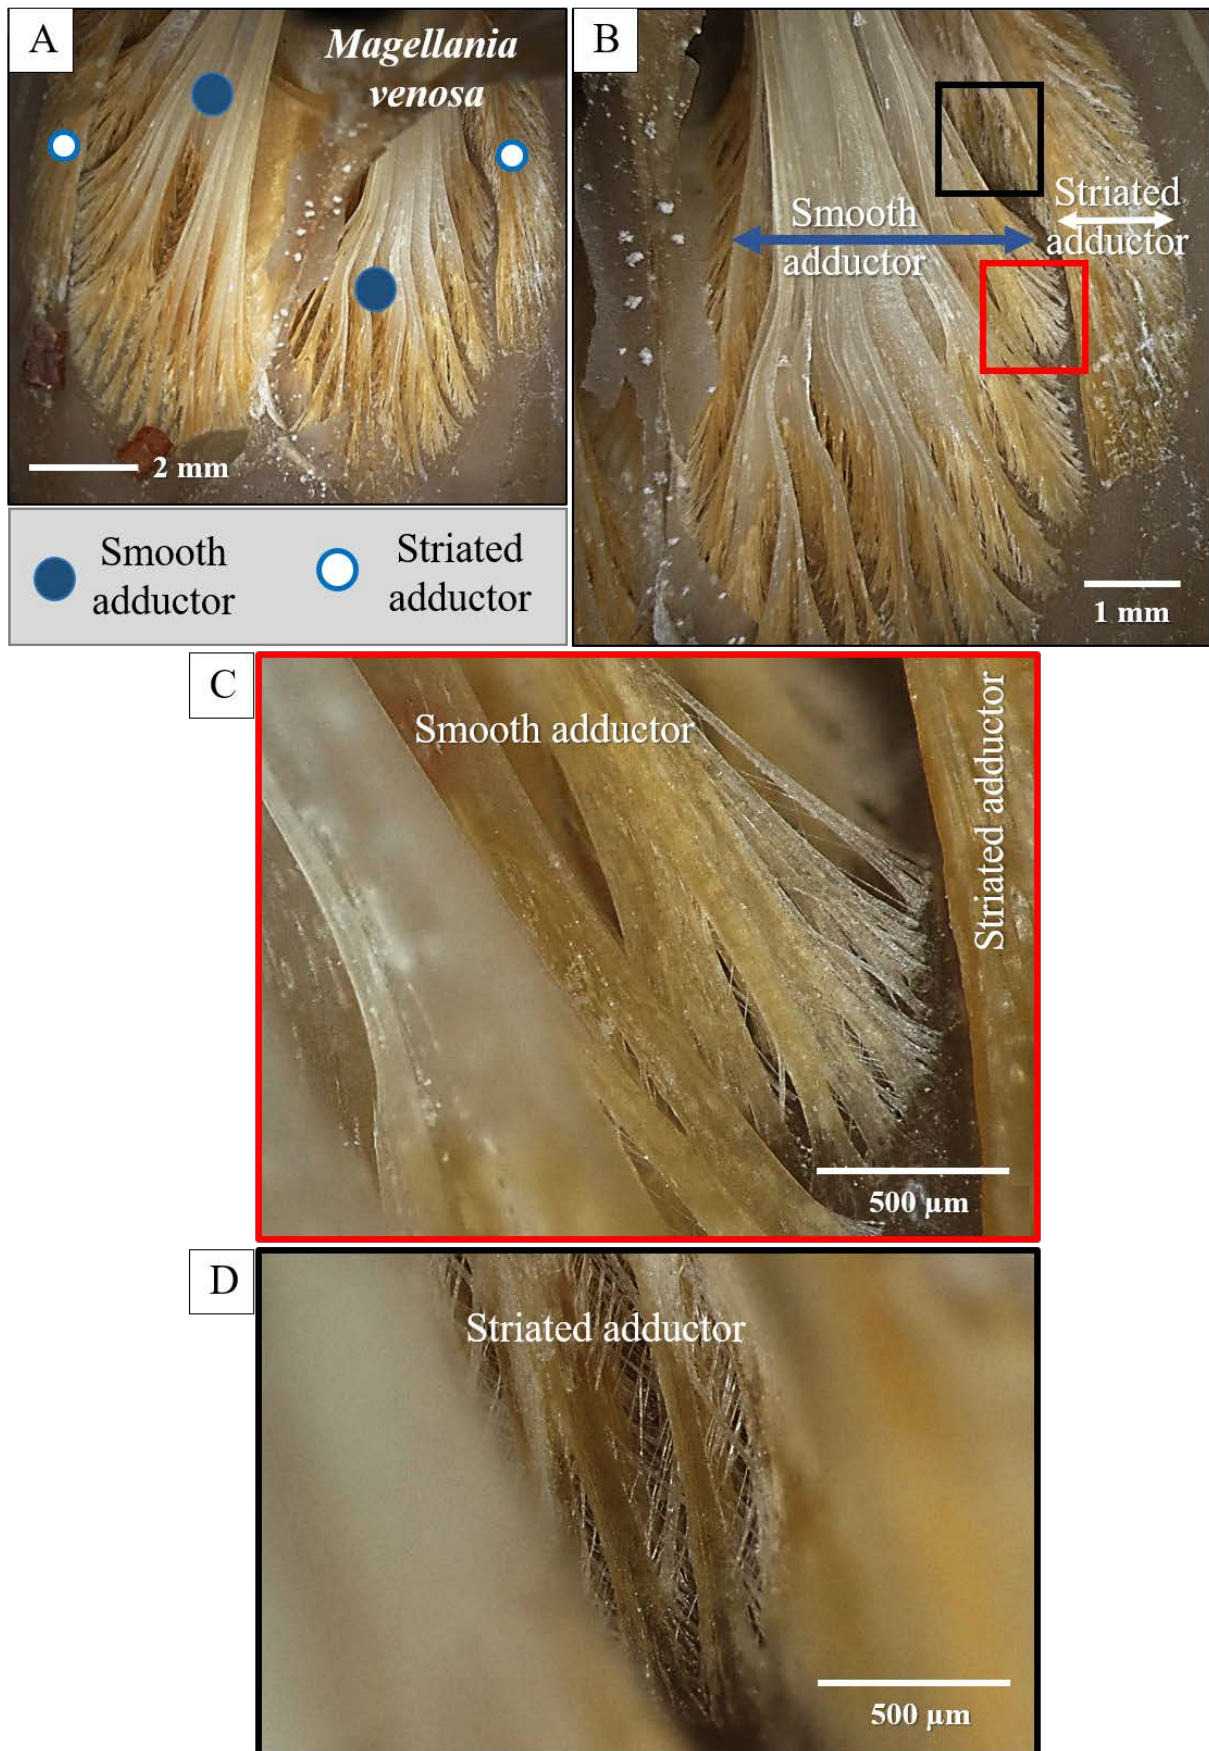 A
Magellania
venosa
2 mm
Smooth
adductor
Striated
adductor
B
Smooth
adductor
Striated
adductor
1 mm
C
Smooth adductor
Striated adductor
500 µm
D
Striated adductor
500 µm